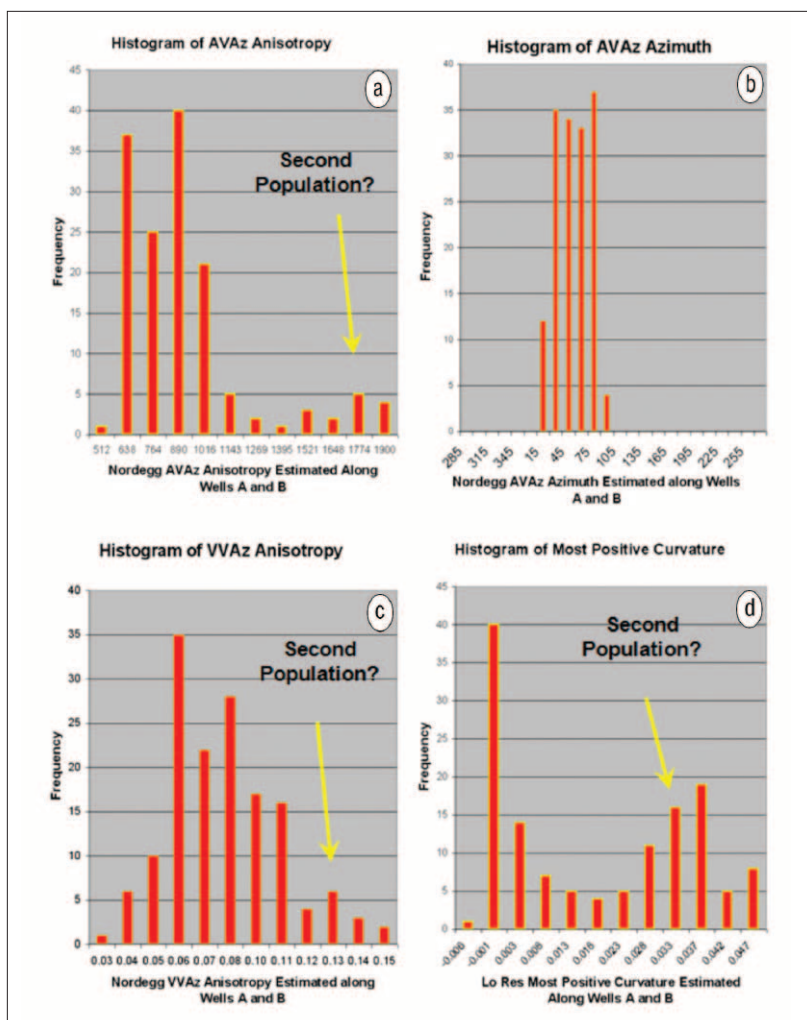 Histogram of AVAz Anisotropy
a
45
40
35
30
25
20
15
10
5
0
Frequency
Second
Population?
512 638 764 890 1016 1143 1269 1395 1521 1648 1774 1900
Nordegg AVAz Anisotropy Estimated Along
Wells A and B
Histogram of AVAz Azimuth
b
40
35
30
25
20
15
10
5
0
Frequency
285 315 345 15 45 75 105 135 165 195 225 255
Nordegg AVAz Azimuth Estimated along Wells
A and B
Histogram of VVAz Anisotropy
c
40
35
30
25
20
15
10
5
0
Frequency
Second
Population?
0.03 0.04 0.05 0.06 0.07 0.08 0.10 0.11 0.12 0.13 0.14 0.15
Nordegg VVAz Anisotropy Estimated along
Wells A and B
Histogram of Most Positive Curvature
d
45
40
35
30
25
20
15
10
5
0
Frequency
Second
Population?
-0.006 -0.001 0.003 0.008 0.013 0.018 0.023 0.028 0.033 0.037 0.042 0.047
Lo Res Most Positive Curvature Estimated
Along Wells A and B